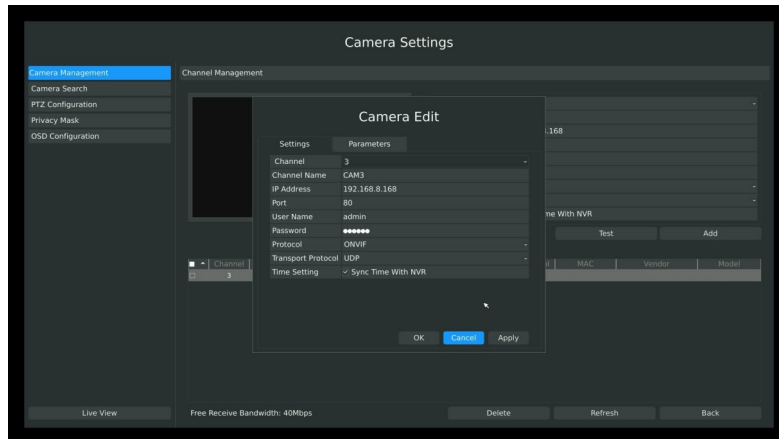 Camera Settings
Camera Management
Channel Management
Camera Search
PTZ Configuration
Privacy Mask
OSD Configuration
Camera Edit
Settings Parameters
Channel 3
Channel Name CAM3
IP Address 192.168.8.168
Port 80
User Name admin
Password ●●●●●●
Protocol ONVIF
Transport Protocol UDP
Time Setting Sync Time With NVR
OK Cancel Apply
.168
me With NVR
Test Add
Channel MAC Vendor Model
3
Live View
Free Receive Bandwidth: 40Mbps
Delete Refresh Back